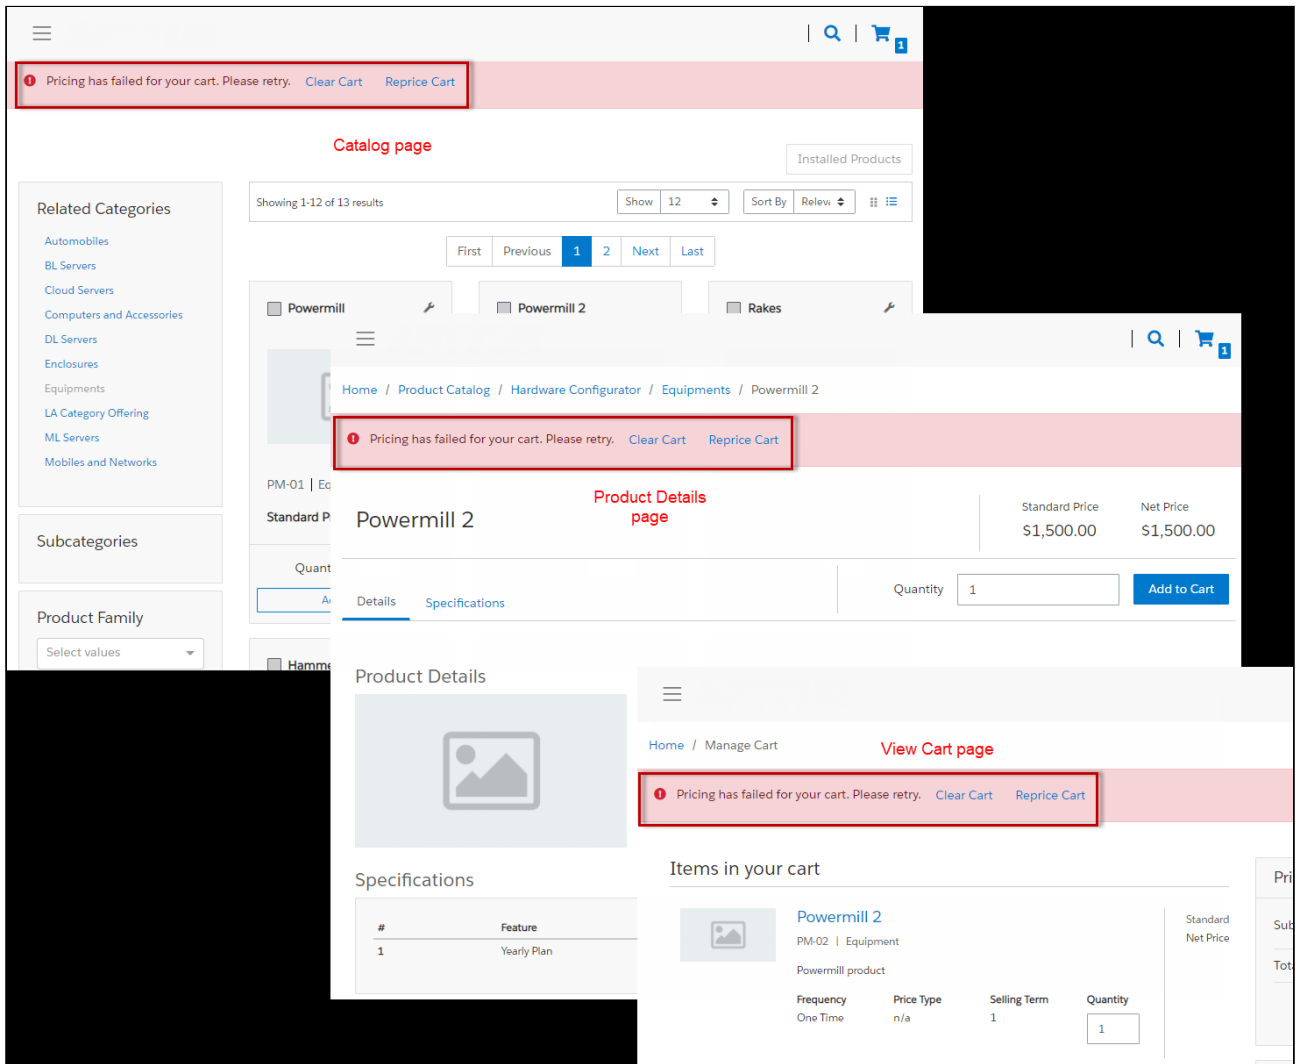 1
Pricing has failed for your cart. Please retry. Clear Cart Reprice Cart
Catalog page
Installed Products
Related Categories
Automobiles
BL Servers
Cloud Servers
Computers and Accessories
DL Servers
Enclosures
Equipments
LA Category Offering
ML Servers
Mobiles and Networks
Subcategories
Product Family
Select values
Showing 1-12 of 13 results
Show 12
Sort By Relev
First Previous 1 2 Next Last
Powermill
Powermill 2
Rakes
PM-01 | Eq
Standard P
Quant
A
Hamme
1
Home / Product Catalog / Hardware Configurator / Equipments / Powermill 2
Pricing has failed for your cart. Please retry. Clear Cart Reprice Cart
Product Details
page
Powermill 2
Standard Price
$1,500.00
Net Price
$1,500.00
Quantity 1 Add to Cart
Details Specifications
Product Details
Specifications
# Feature
1 Yearly Plan
Home / Manage Cart
View Cart page
Pricing has failed for your cart. Please retry. Clear Cart Reprice Cart
Items in your cart
Powermill 2
PM-02 | Equipment
Powermill product
Frequency Price Type Selling Term Quantity
One Time n/a 1 1
Standard
Net Price
Pri
Sub
Tot